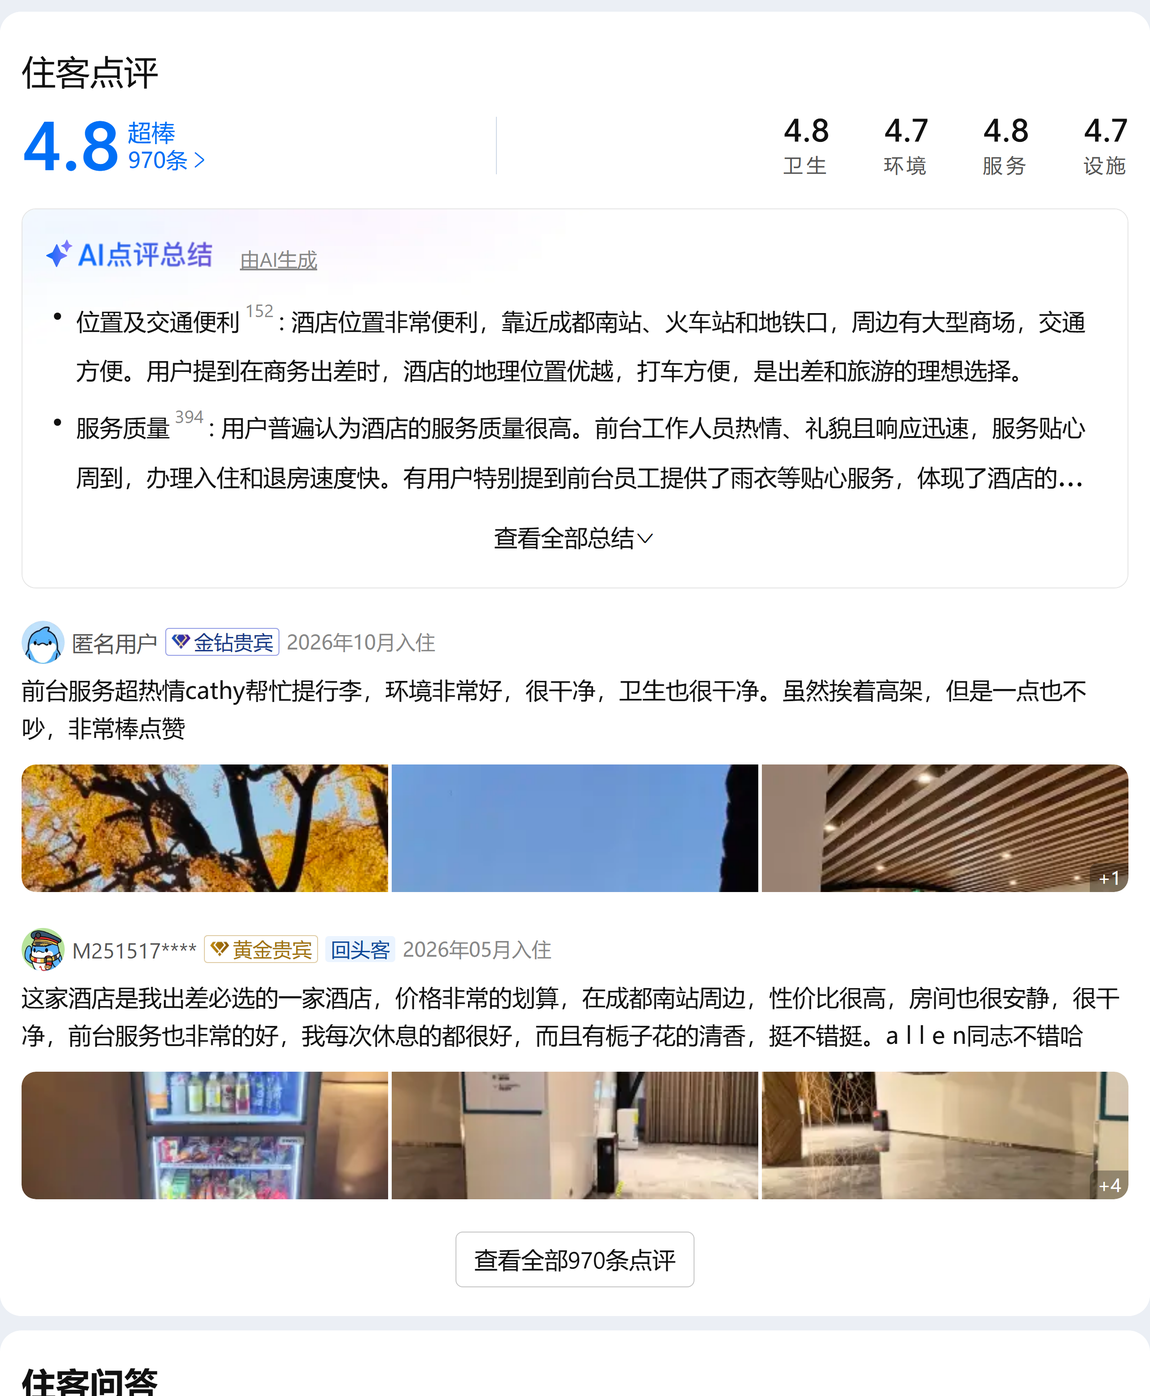 住客点评
4.8 超棒
970条 >
4.8 4.7 4.8 4.7
卫生 环境 服务 设施
AI点评总结 由AI生成
• 位置及交通便利 152 : 酒店位置非常便利，靠近成都南站、火车站和地铁口，周边有大型商场，交通
方便。用户提到在商务出差时，酒店的地理位置优越，打车方便，是出差和旅游的理想选择。
• 服务质量 394 : 用户普遍认为酒店的服务质量很高。前台工作人员热情、礼貌且响应迅速，服务贴心
周到，办理入住和退房速度快。有用户特别提到前台员工提供了雨衣等贴心服务，体现了酒店的...
查看全部总结
匿名用户 金钻贵宾 2026年10月入住
前台服务超热情cathy帮忙提行李，环境非常好，很干净，卫生也很干净。虽然挨着高架，但是一点也不
吵，非常棒点赞
+1
M251517**** 黄金贵宾 回头客 2026年05月入住
这家酒店是我出差必选的一家酒店，价格非常的划算，在成都南站周边，性价比很高，房间也很安静，很干
净，前台服务也非常的好，我每次休息的都很好，而且有栀子花的清香，挺不错挺。a l l e n同志不错哈
+4
查看全部970条点评
住客问答